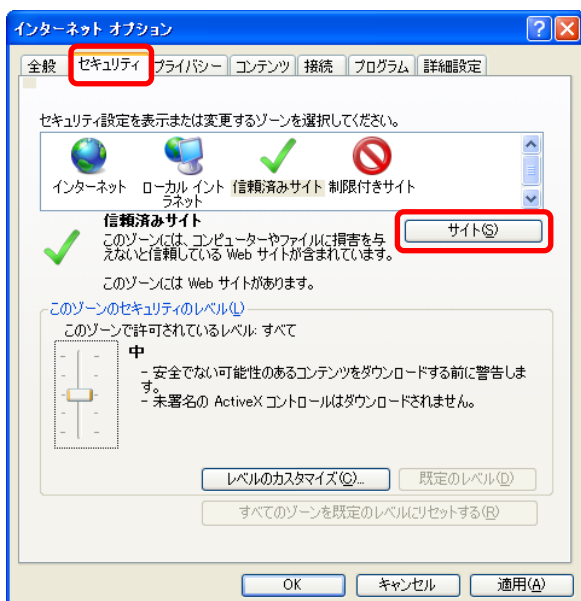 インターネット オプション
全般 セキュリティ プライバシー コンテンツ 接続 プログラム 詳細設定
セキュリティ設定を表示または変更するゾーンを選択してください。
インターネット ローカル イントラネット 信頼済みサイト 制限付きサイト
信頼済みサイト
サイト(S)
このゾーンには、コンピューターやファイルに損害を与
えないと信頼している Web サイトが含まれています。
このゾーンには Web サイトがあります。
このゾーンのセキュリティのレベル(L)
このゾーンで許可されているレベル: すべて
中
- 安全でない可能性のあるコンテンツをダウンロードする前に警告しま
す。
- 未署名の ActiveX コントロールはダウンロードされません。
レベルのカスタマイズ(C)... 既定のレベル(D)
すべてのゾーンを既定のレベルにリセットする(R)
OK キャンセル 適用(A)